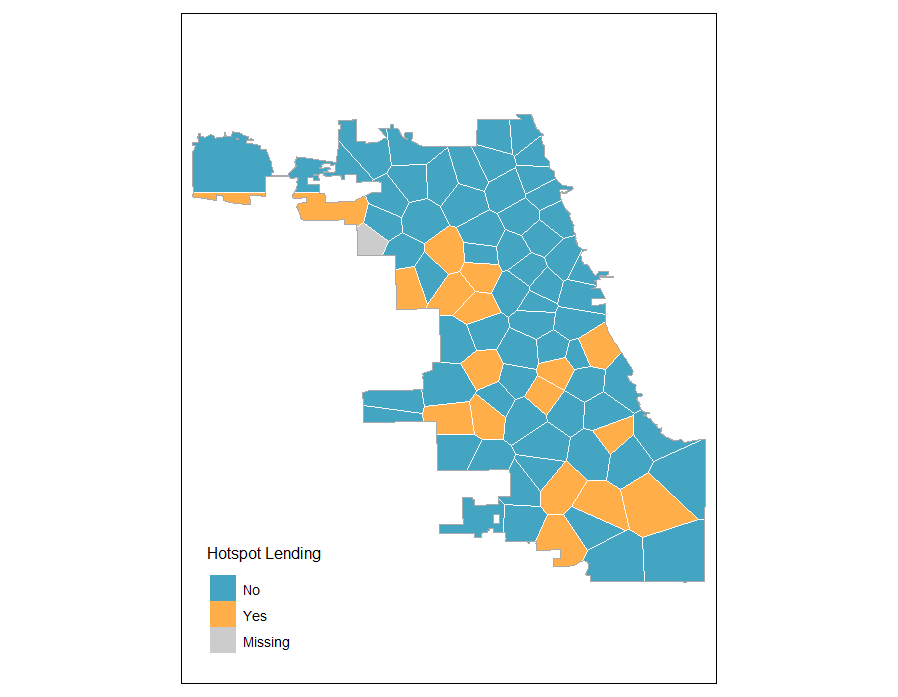 Hotspot Lending
No
Yes
Missing